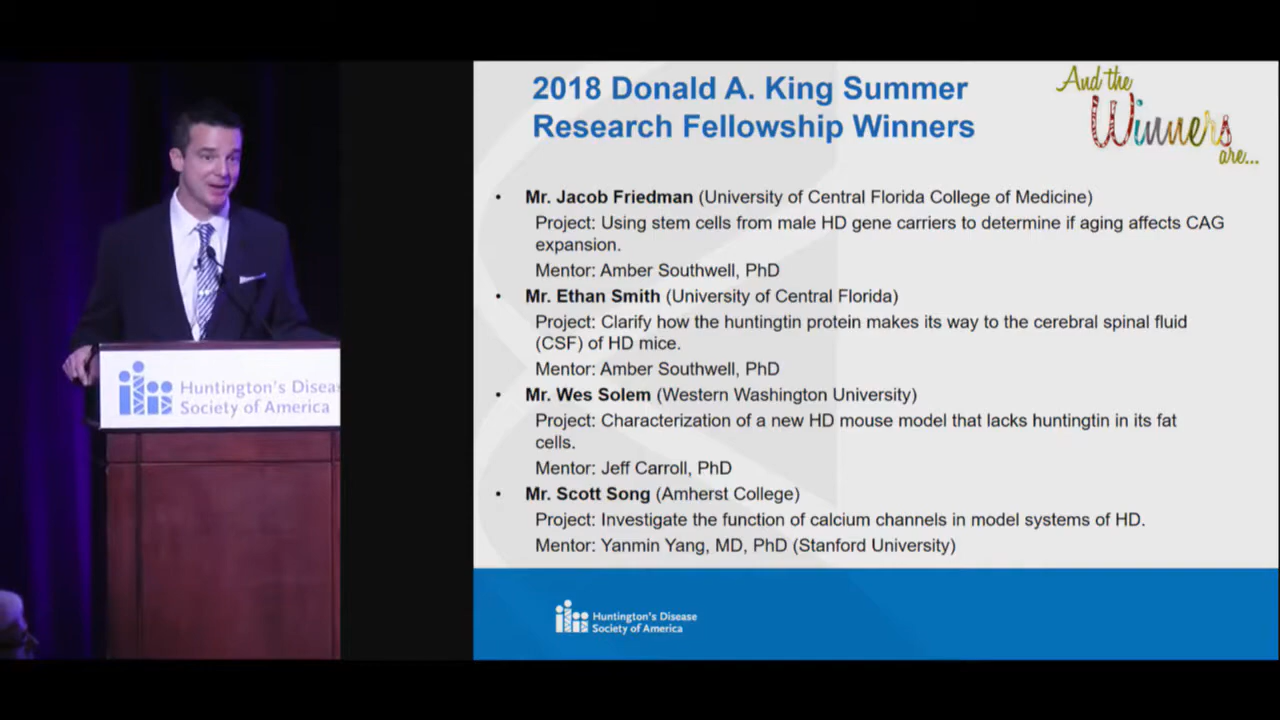 2018 Donald A. King Summer
Research Fellowship Winners
And the
Winners
are...
• Mr. Jacob Friedman (University of Central Florida College of Medicine)
Project: Using stem cells from male HD gene carriers to determine if aging affects CAG
expansion.
Mentor: Amber Southwell, PhD
• Mr. Ethan Smith (University of Central Florida)
Project: Clarify how the huntingtin protein makes its way to the cerebral spinal fluid
(CSF) of HD mice.
Mentor: Amber Southwell, PhD
• Mr. Wes Solem (Western Washington University)
Project: Characterization of a new HD mouse model that lacks huntingtin in its fat
cells.
Mentor: Jeff Carroll, PhD
• Mr. Scott Song (Amherst College)
Project: Investigate the function of calcium channels in model systems of HD.
Mentor: Yanmin Yang, MD, PhD (Stanford University)
Huntington's Disease
Society of America
Huntington's Disea
Society of America